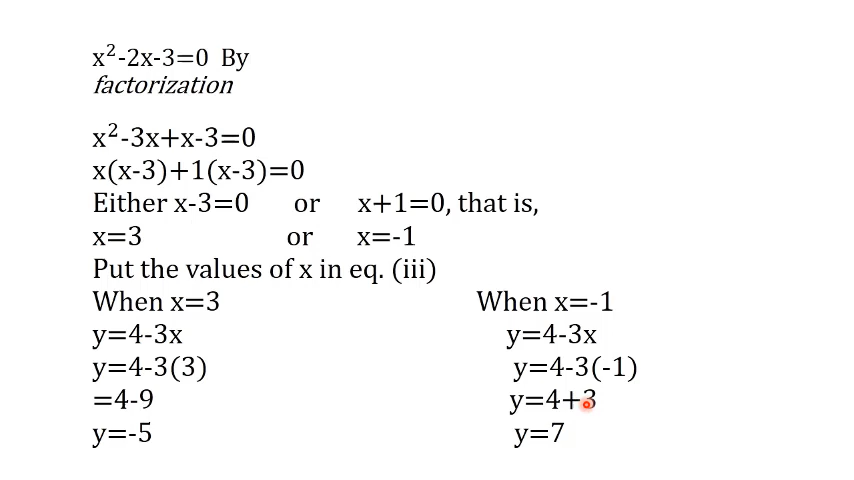 x²-2x-3=0 By
factorization
x²-3x+x-3=0
x(x-3)+1(x-3)=0
Either x-3=0 or x+1=0, that is,
x=3 or x=-1
Put the values of x in eq. (iii)
When x=3 When x=-1
y=4-3x y=4-3x
y=4-3(3) y=4-3(-1)
=4-9 y=4+3
y=-5 y=7